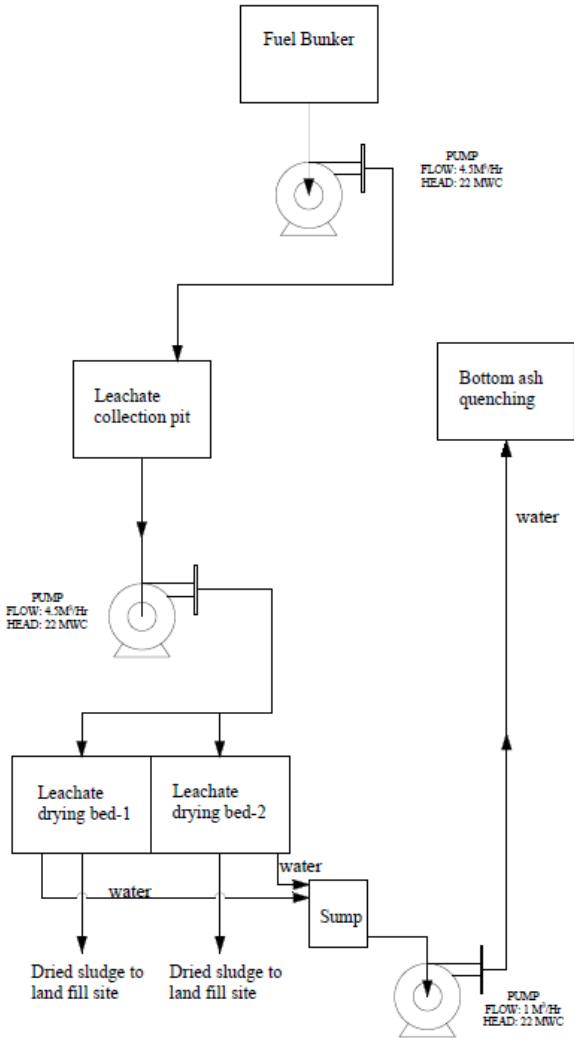 Fuel Bunker
PUMP
FLOW: 4.5M³/Hr
HEAD: 22 MWC
Leachate
collection pit
Bottom ash
quenching
water
PUMP
FLOW: 4.5M³/Hr
HEAD: 22 MWC
Leachate
drying bed-1
Leachate
drying bed-2
water
water
Sump
Dried sludge to
land fill site
Dried sludge to
land fill site
PUMP
FLOW: 1 M³/Hr
HEAD: 22 MWC